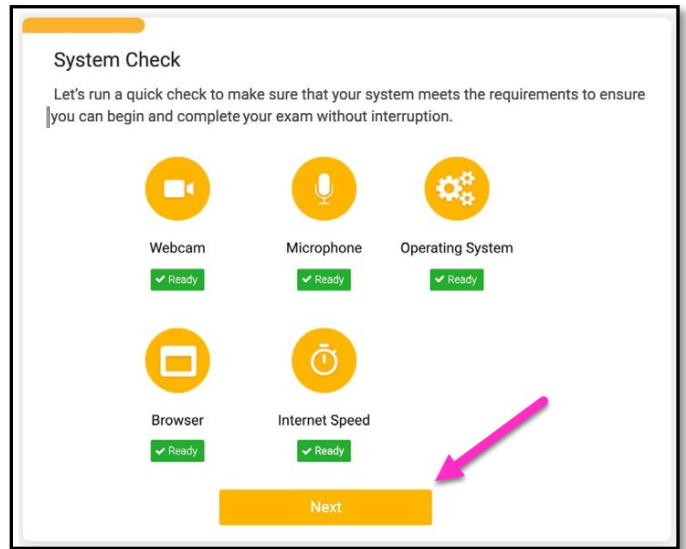 System Check
Let's run a quick check to make sure that your system meets the requirements to ensure
you can begin and complete your exam without interruption.
Webcam Microphone Operating System
Ready Ready Ready
Browser Internet Speed
Ready Ready
Next